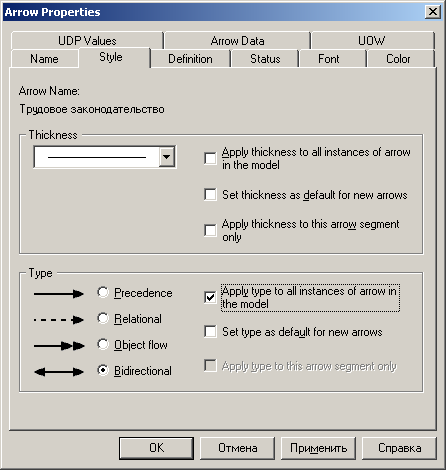 Arrow Properties
UDP Values Arrow Data UOW
Name Style Definition Status Font Color
Arrow Name:
Трудовое законодательство
Thickness
Apply thickness to all instances of arrow
in the model
Set thickness as default for new arrows
Apply thickness to this arrow segment
only
Type
Precedence
Relational
Object flow
Bidirectional
Apply type to all instances of arrow in
the model
Set type as default for new arrows
Apply type to this arrow segment only
OK Отмена Применить Справка